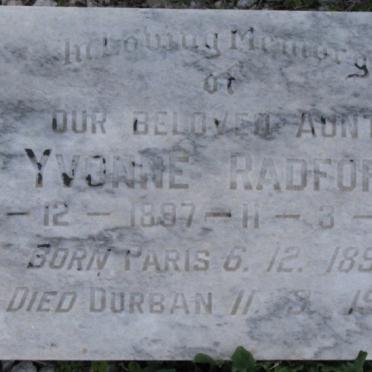 In Loving Memory
of
OUR BELOVED AUNT
YVONNE RADFOR
- 12 - 1897 - 11 - 3 -
BORN PARIS 6. 12. 189
DIED DURBAN 11. 3. 19